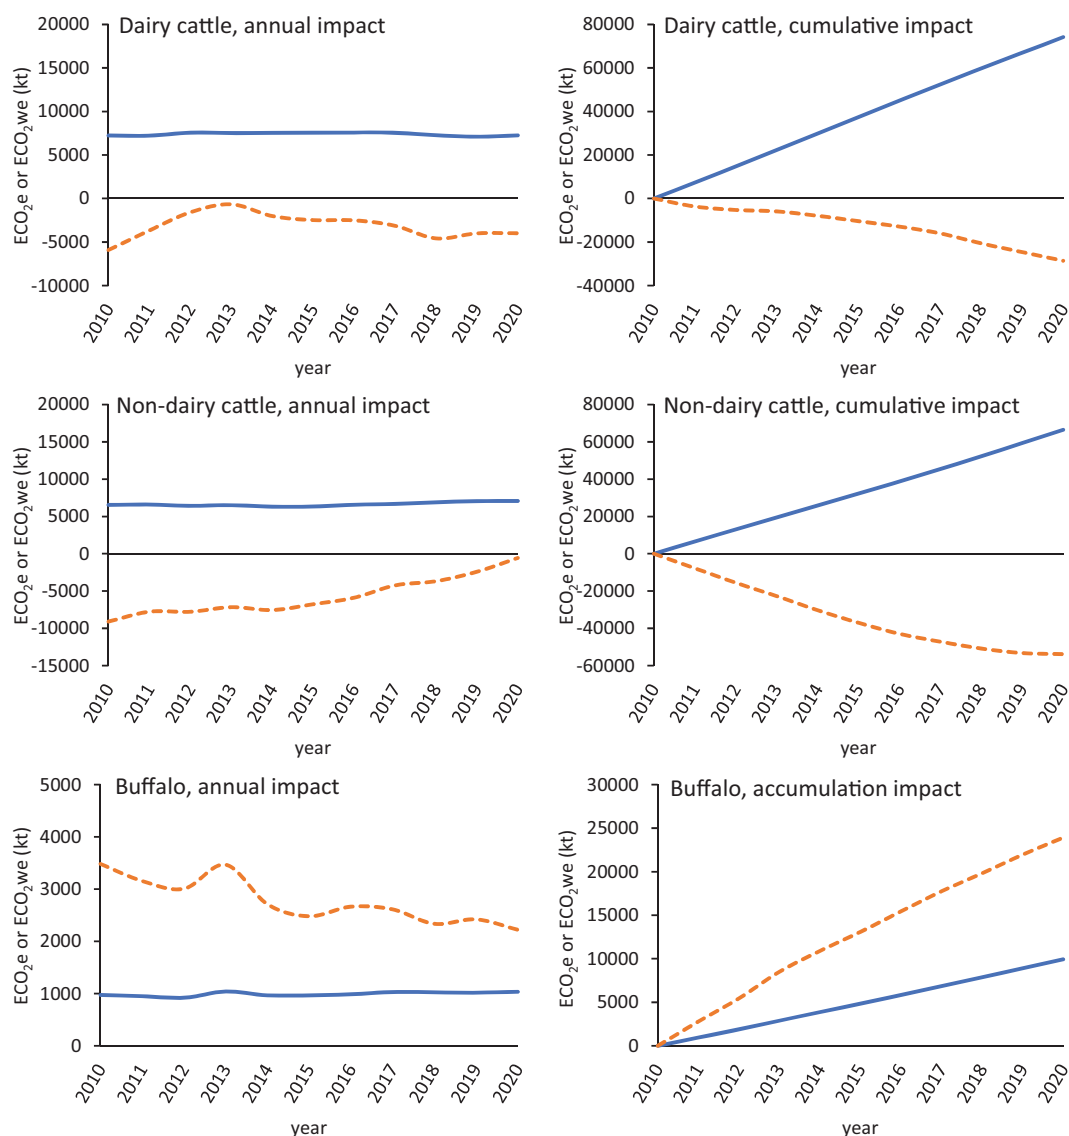 Dairy cattle, annual impact
ECO₂e or ECO₂we (kt)
20000
15000
10000
5000
0
-5000
-10000
2010 2011 2012 2013 2014 2015 2016 2017 2018 2019 2020
year
Dairy cattle, cumulative impact
ECO₂e or ECO₂we (kt)
80000
60000
40000
20000
0
-20000
-40000
2010 2011 2012 2013 2014 2015 2016 2017 2018 2019 2020
year
Non-dairy cattle, annual impact
ECO₂e or ECO₂we (kt)
20000
15000
10000
5000
0
-5000
-10000
-15000
2010 2011 2012 2013 2014 2015 2016 2017 2018 2019 2020
year
Non-dairy cattle, cumulative impact
ECO₂e or ECO₂we (kt)
80000
60000
40000
20000
0
-20000
-40000
-60000
2010 2011 2012 2013 2014 2015 2016 2017 2018 2019 2020
year
Buffalo, annual impact
ECO₂e or ECO₂we (kt)
5000
4000
3000
2000
1000
0
2010 2011 2012 2013 2014 2015 2016 2017 2018 2019 2020
year
Buffalo, accumulation impact
ECO₂e or ECO₂we (kt)
30000
25000
20000
15000
10000
5000
0
2010 2011 2012 2013 2014 2015 2016 2017 2018 2019 2020
year